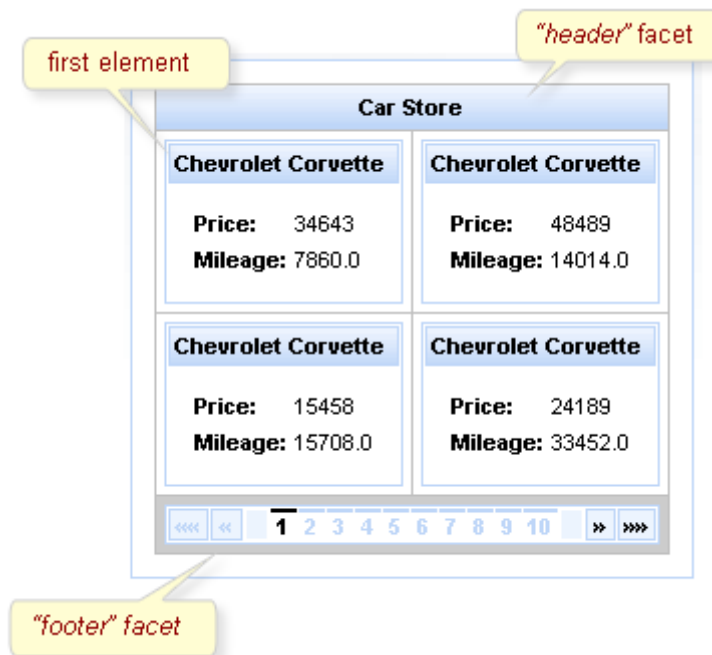 "header" facet
first element
Car Store
Chevrolet Corvette
Price: 34643
Mileage: 7860.0
Chevrolet Corvette
Price: 48489
Mileage: 14014.0
Chevrolet Corvette
Price: 15458
Mileage: 15708.0
Chevrolet Corvette
Price: 24189
Mileage: 33452.0
«« « 1 2 3 4 5 6 7 8 9 10 » »»
"footer" facet